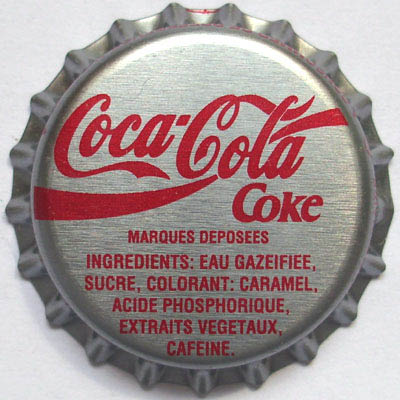 Coca-Cola
Coke
MARQUES DEPOSEES
INGREDIENTS: EAU GAZEIFIEE,
SUCRE, COLORANT: CARAMEL,
ACIDE PHOSPHORIQUE,
EXTRAITS VEGETAUX,
CAFEINE.